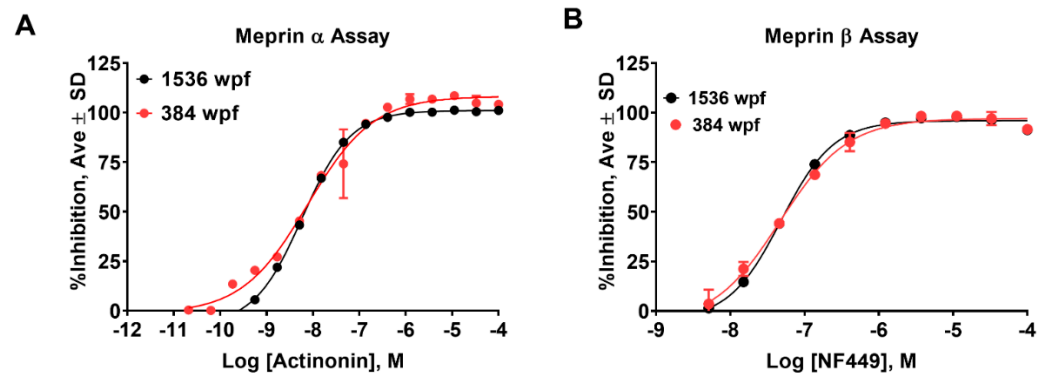 A
Meprin α Assay
%Inhibition, Ave ± SD
125
100
75
50
25
0
1536 wpf
384 wpf
-12 -11 -10 -9 -8 -7 -6 -5 -4
Log [Actinonin], M
B
Meprin β Assay
%Inhibition, Ave ± SD
125
100
75
50
25
0
1536 wpf
384 wpf
-9 -8 -7 -6 -5 -4
Log [NF449], M